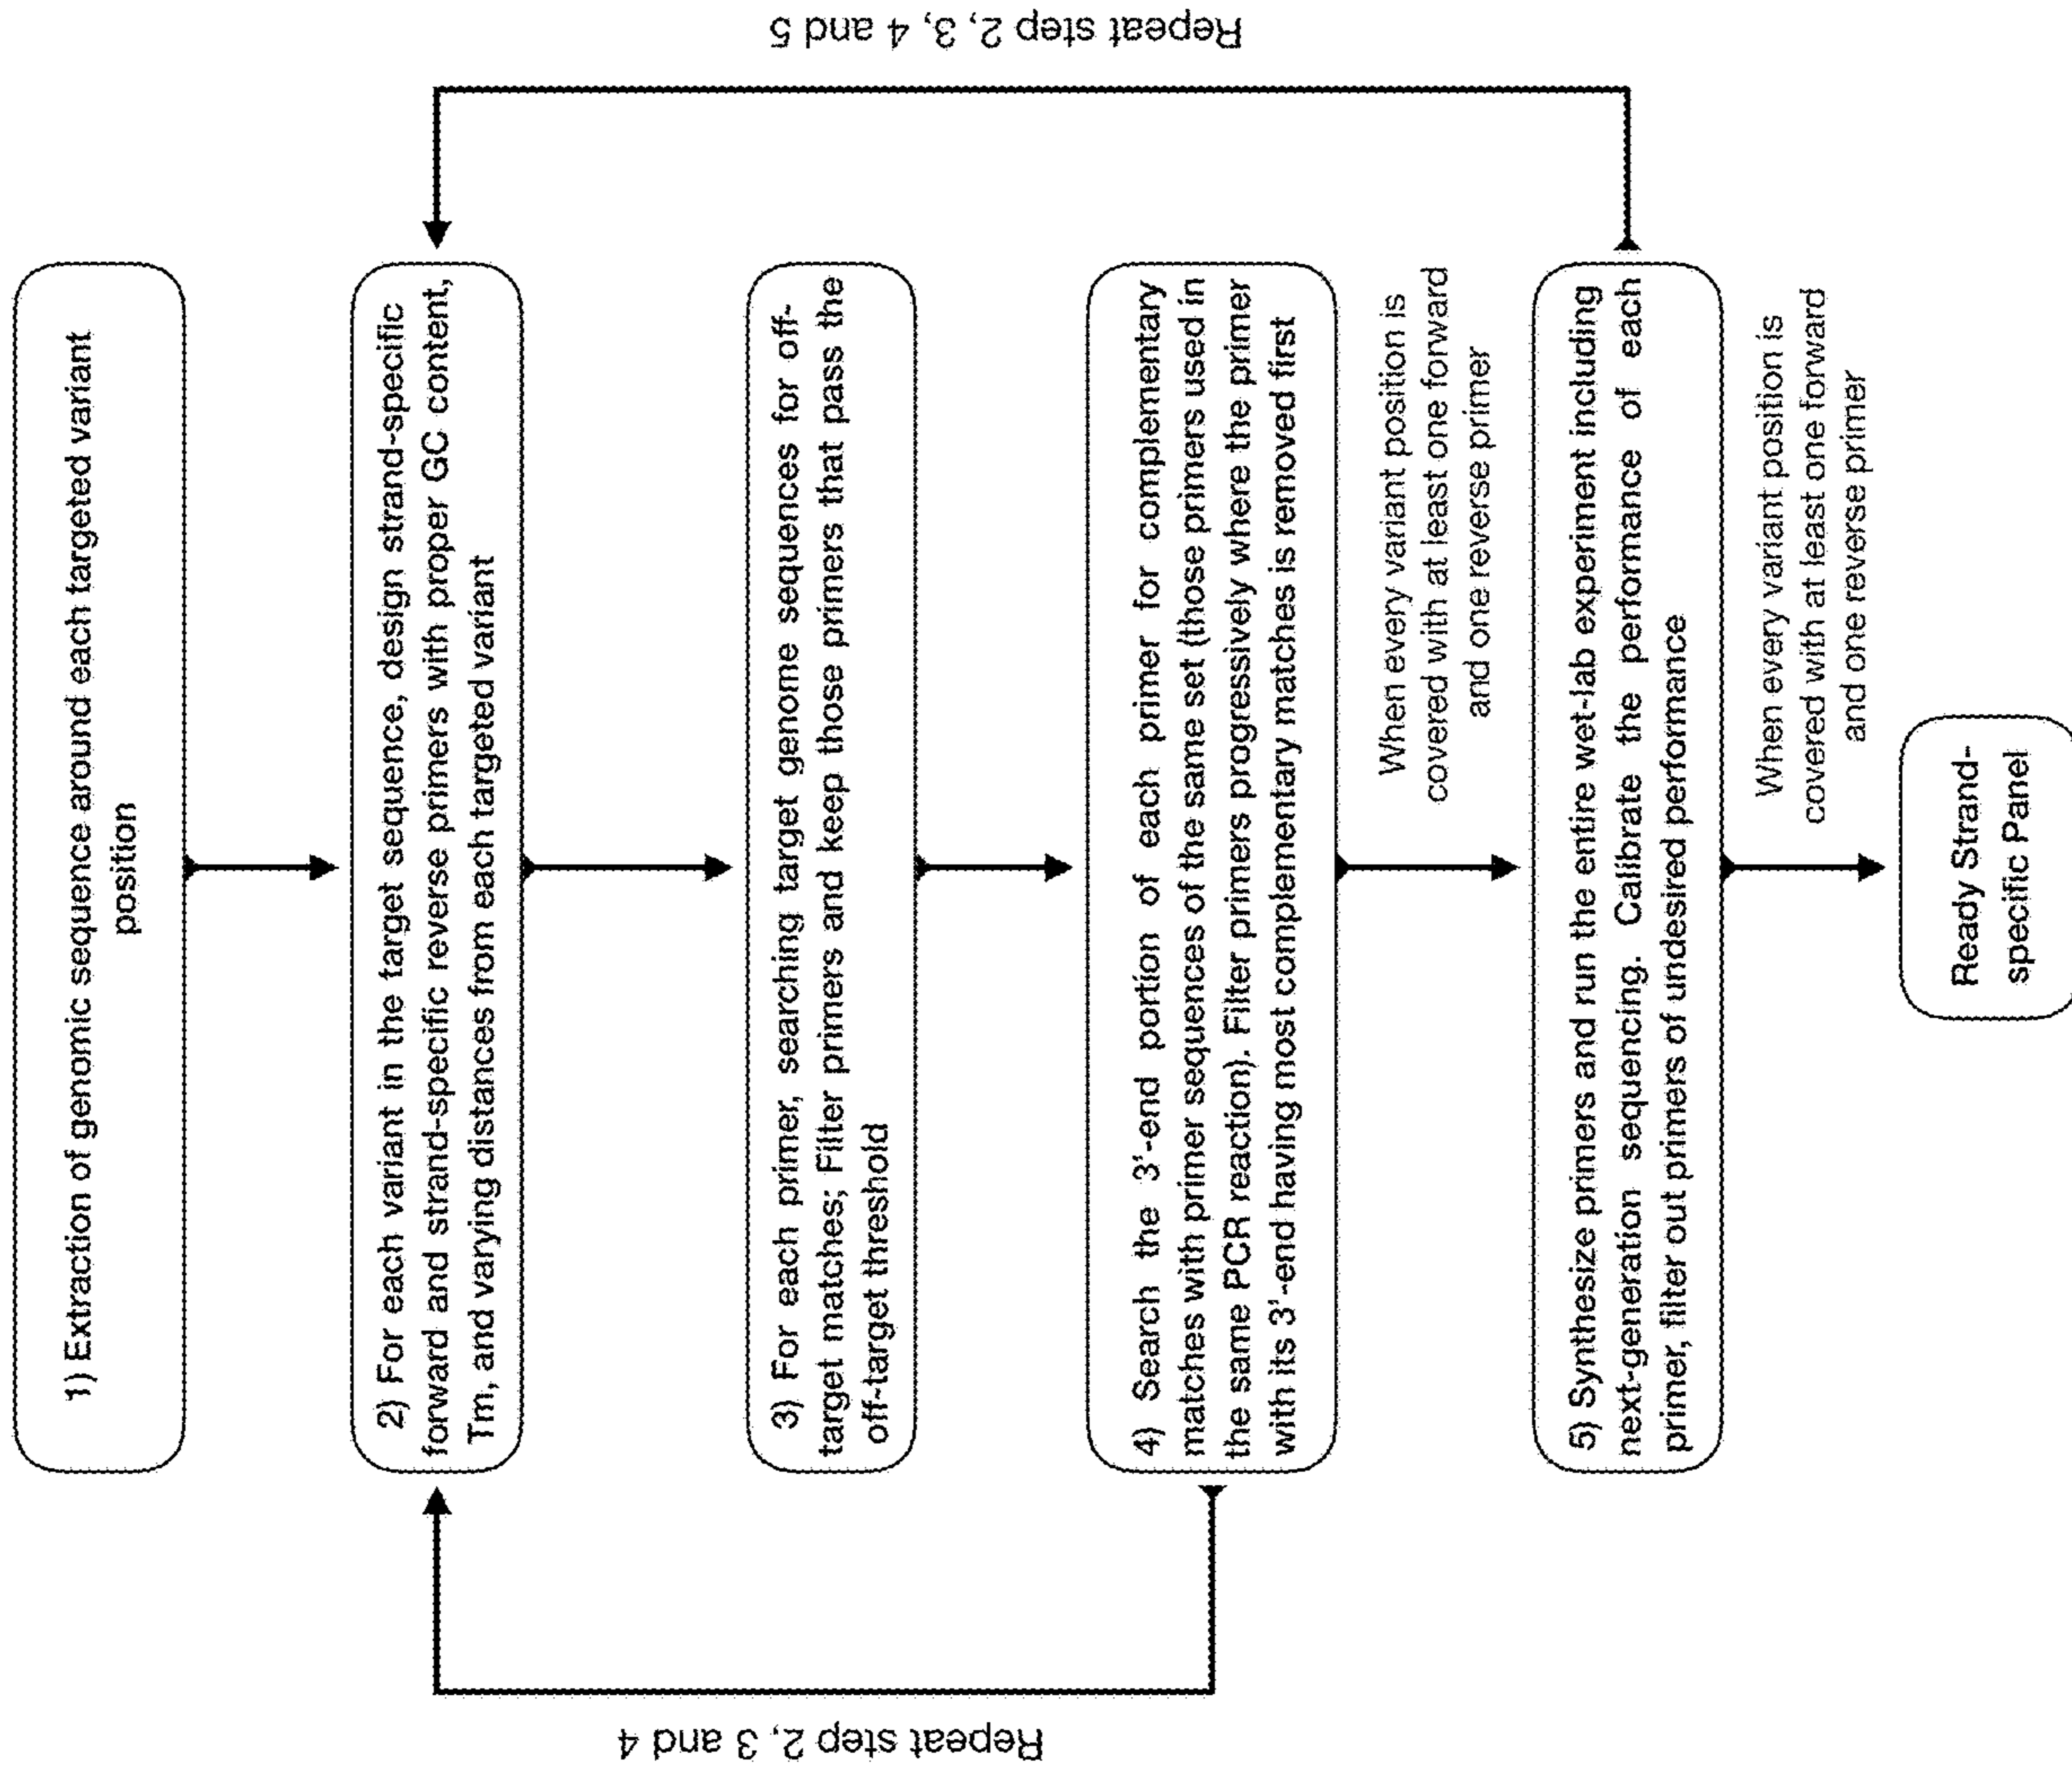 1) Extraction of genomic sequence around each targeted variant
position
2) For each variant in the target sequence, design strand-specific
forward and strand-specific reverse primers with proper GC content,
Tm, and varying distances from each targeted variant
3) For each primer, searching target genome sequences for off-
target matches; Filter primers and keep those primers that pass the
off-target threshold
4) Search the 3'-end portion of each primer for complementary
matches with primer sequences of the same set (those primers used in
the same PCR reaction). Filter primers progressively where the primer
with its 3'-end having most complementary matches is removed first
Repeat step 2, 3 and 4
When every variant position is
covered with at least one forward
and one reverse primer
5) Synthesize primers and run the entire wet-lab experiment including
next-generation sequencing. Calibrate the performance of each
primer, filter out primers of undesired performance
Repeat step 2, 3, 4 and 5
When every variant position is
covered with at least one forward
and one reverse primer
Ready Strand-
specific Panel